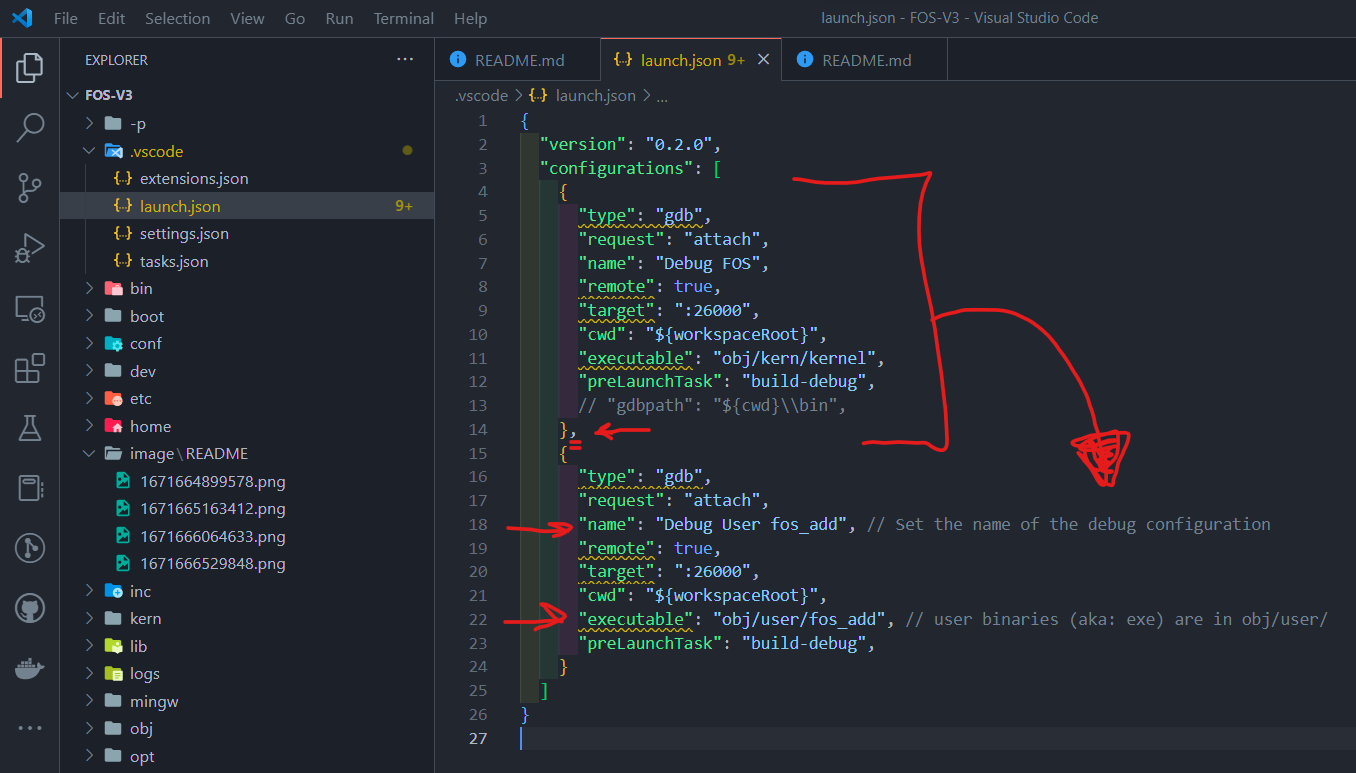 File Edit Selection View Go Run Terminal Help
launch.json - FOS-V3 - Visual Studio Code
EXPLORER ...
FOS-V3
-p
.vscode
extensions.json
launch.json 9+
settings.json
tasks.json
bin
boot
conf
dev
etc
home
image\README
1671664899578.png
1671665163412.png
1671666064633.png
1671666529848.png
inc
kern
lib
logs
mingw
obj
opt
README.md
launch.json 9+
README.md
.vscode > launch.json > ...
1 {
2 "version": "0.2.0",
3 "configurations": [
4 {
5 "type": "gdb",
6 "request": "attach",
7 "name": "Debug FOS",
8 "remote": true,
9 "target": ":26000",
10 "cwd": "${workspaceRoot}",
11 "executable": "obj/kern/kernel",
12 "preLaunchTask": "build-debug",
13 // "gdbpath": "${cwd}\\bin",
14 },
15 {
16 "type": "gdb",
17 "request": "attach",
18 "name": "Debug User fos_add", // Set the name of the debug configuration
19 "remote": true,
20 "target": ":26000",
21 "cwd": "${workspaceRoot}",
22 "executable": "obj/user/fos_add", // user binaries (aka: exe) are in obj/user/
23 "preLaunchTask": "build-debug",
24 }
25 ]
26 }
27